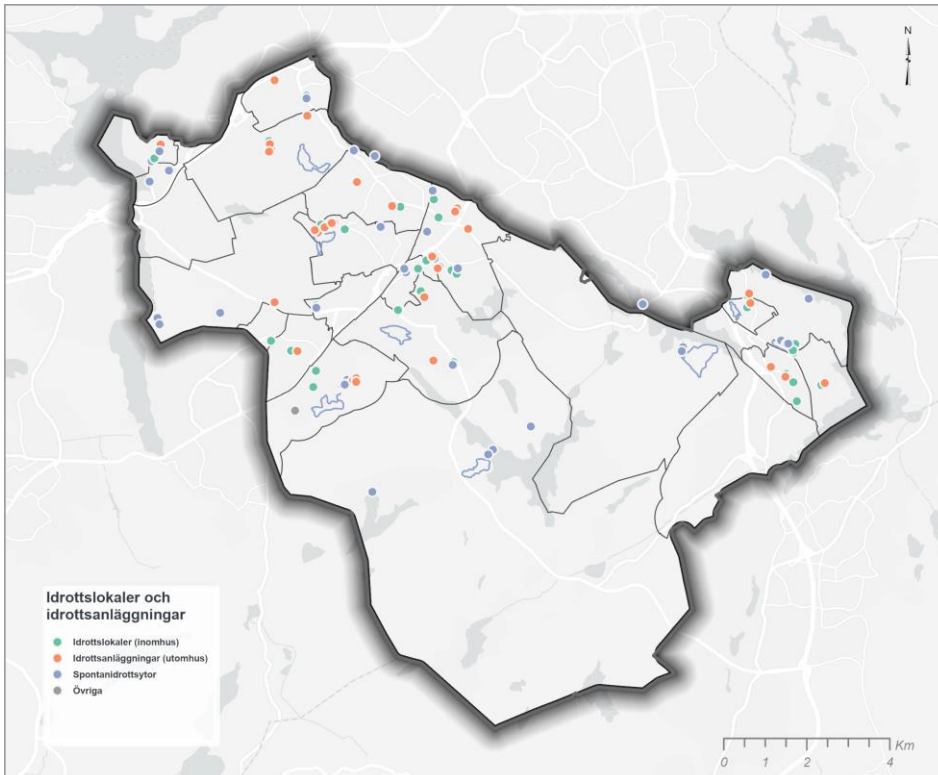 N
Idrottslokaler och
idrottsanläggningar
Idrottslokaler (inomhus)
Idrottsanläggningar (utomhus)
Spontanidrottsytor
Övriga
Km
0 1 2 4